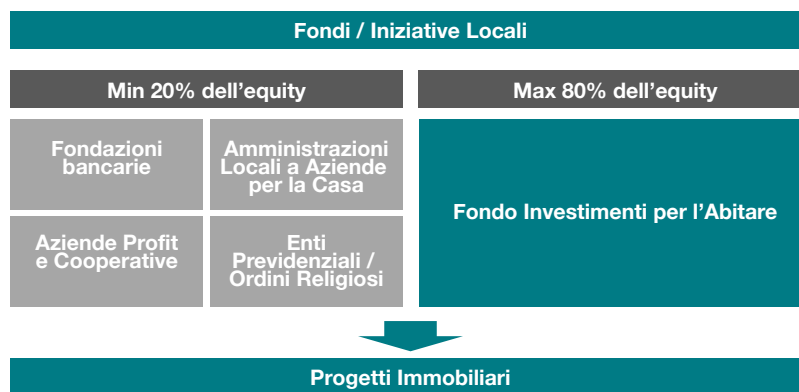 Fondi / Iniziative Locali
Min 20% dell'equity
Max 80% dell'equity
Fondazioni
bancarie
Amministrazioni
Locali a Aziende
per la Casa
Fondo Investimenti per l'Abitare
Aziende Profit
e Cooperative
Enti
Previdenziali /
Ordini Religiosi
Progetti Immobiliari